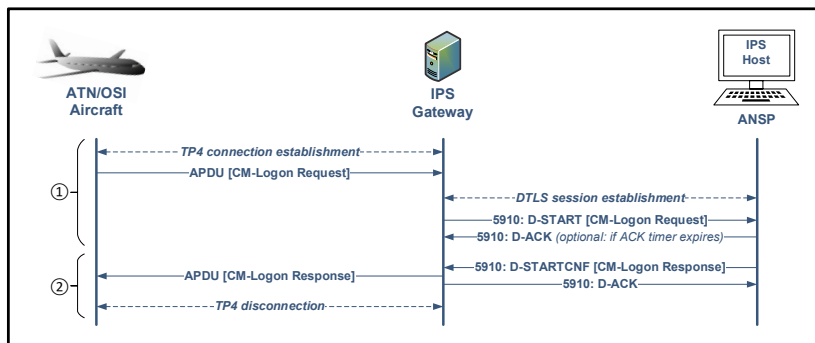 ATN/OSI
Aircraft
IPS
Gateway
IPS
Host
ANSP
①
TP4 connection establishment
APDU [CM-Logon Request]
DTLS session establishment
5910: D-START [CM-Logon Request]
5910: D-ACK (optional: if ACK timer expires)
②
5910: D-STARTCNF [CM-Logon Response]
APDU [CM-Logon Response]
5910: D-ACK
TP4 disconnection